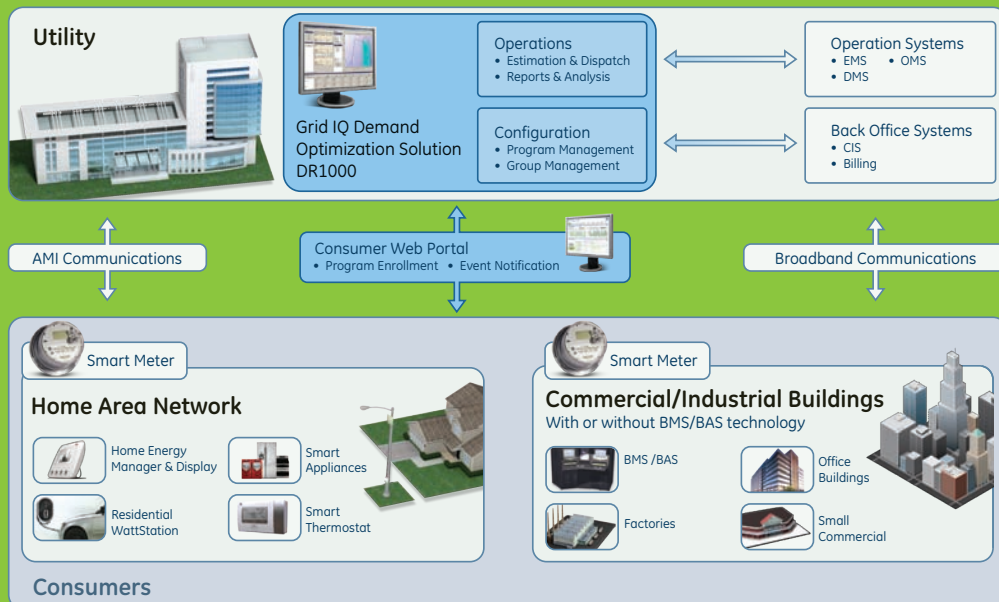 Utility
Grid IQ Demand
Optimization Solution
DR1000
Operations
• Estimation & Dispatch
• Reports & Analysis
Configuration
• Program Management
• Group Management
Operation Systems
• EMS • OMS
• DMS
Back Office Systems
• CIS
• Billing
AMI Communications
Consumer Web Portal
• Program Enrollment • Event Notification
Broadband Communications
Smart Meter
Home Area Network
Home Energy
Manager & Display
Smart
Appliances
Residential
WattStation
Smart
Thermostat
Smart Meter
Commercial/Industrial Buildings
With or without BMS/BAS technology
BMS /BAS
Office
Buildings
Factories
Small
Commercial
Consumers